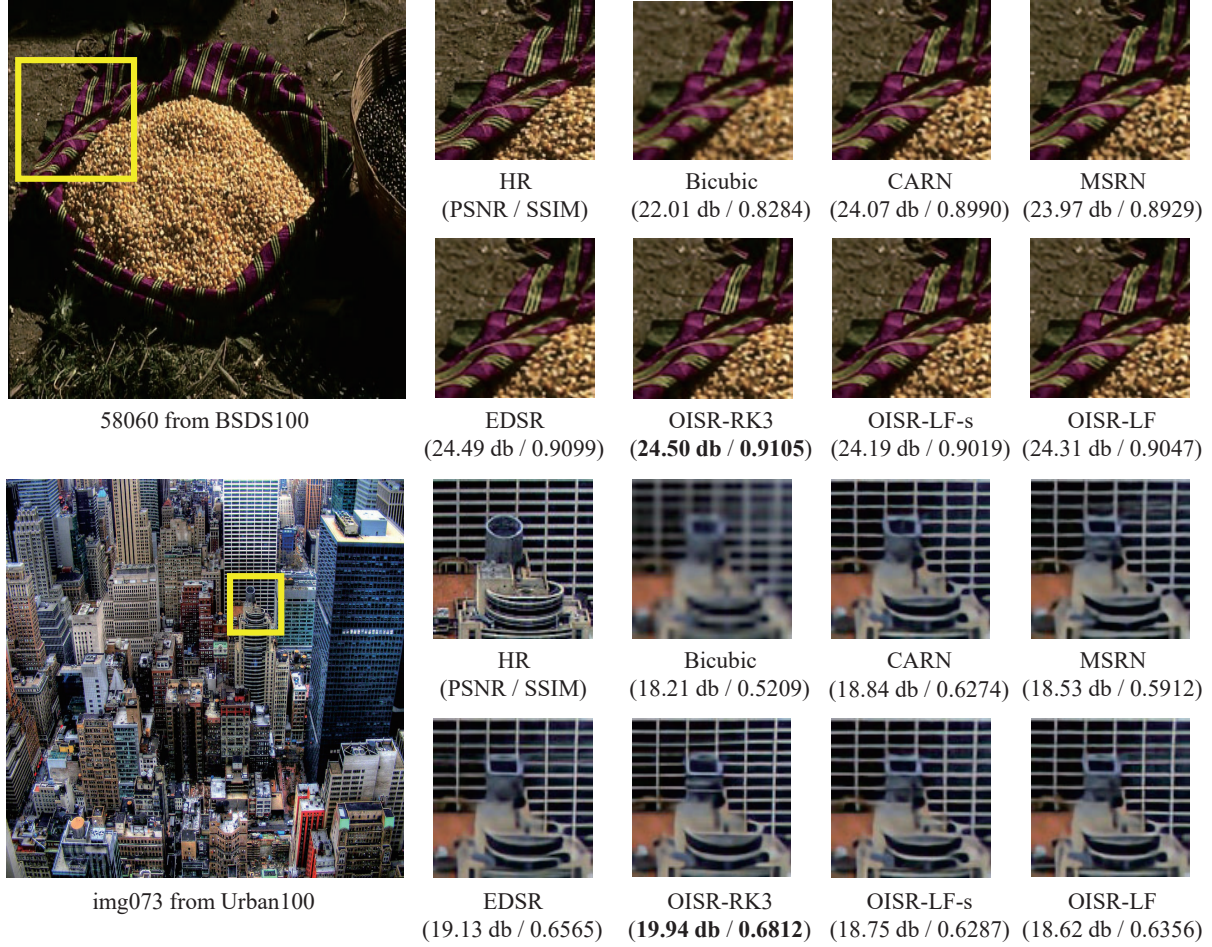 HR
Bicubic
CARN
MSRN
(PSNR / SSIM)
(22.01 db / 0.8284)
(24.07 db / 0.8990)
(23.97 db / 0.8929)
58060 from BSDS100
EDSR
OISR-RK3
OISR-LF-s
OISR-LF
(24.49 db / 0.9099)
(24.50 db / 0.9105)
(24.19 db / 0.9019)
(24.31 db / 0.9047)
HR
Bicubic
CARN
MSRN
(PSNR / SSIM)
(18.21 db / 0.5209)
(18.84 db / 0.6274)
(18.53 db / 0.5912)
img073 from Urban100
EDSR
OISR-RK3
OISR-LF-s
OISR-LF
(19.13 db / 0.6565)
(19.94 db / 0.6812)
(18.75 db / 0.6287)
(18.62 db / 0.6356)